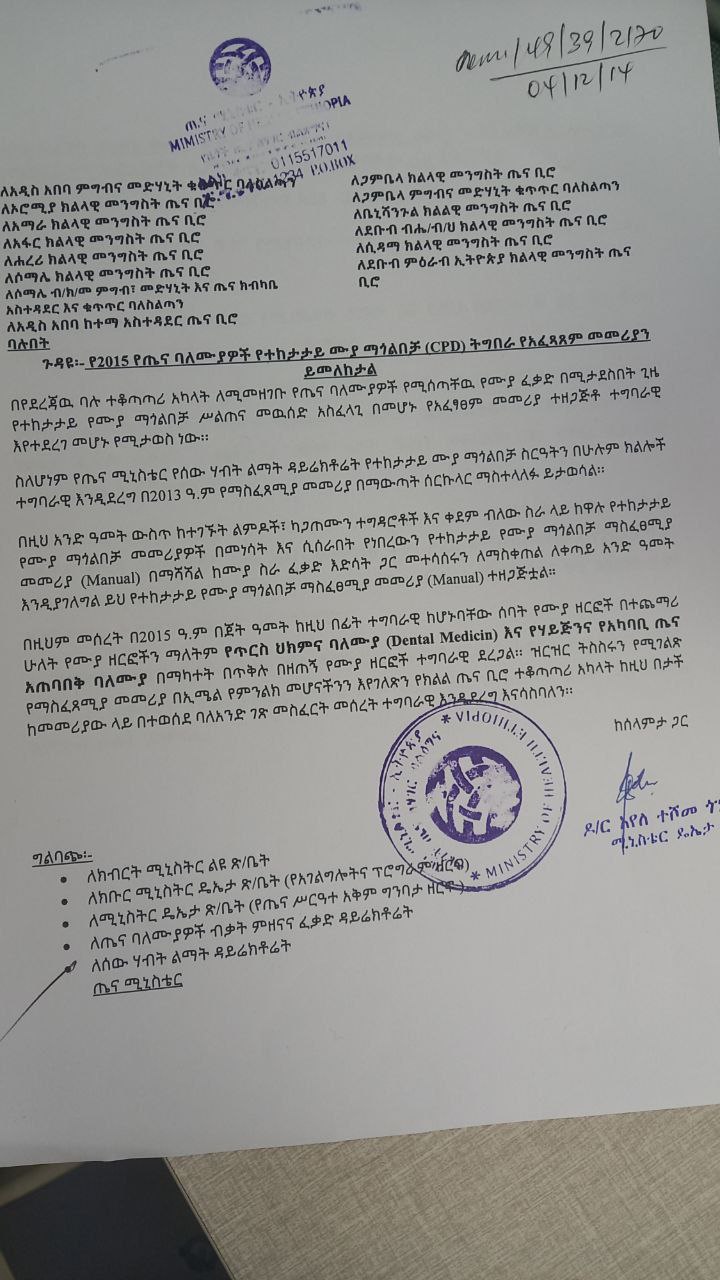 49/39/2/20
04/12/14
ጤና ሚኒስቴር - ኢትዮጵያ
MIMISTRY OF HEALTH ETHIOPIA
0115517011
1234 P.O.BOX
ለአዲስ አበባ ምግብና መድሃኒት ቁጥጥር ባለስልጣን
ለኦሮሚያ ክልላዊ መንግስት ጤና ቢሮ
ለአማራ ክልላዊ መንግስት ጤና ቢሮ
ለአፋር ክልላዊ መንግስት ጤና ቢሮ
ለሐረሪ ክልላዊ መንግስት ጤና ቢሮ
ለሶማሌ ክልላዊ መንግስት ጤና ቢሮ
ለሶማሌ ብ/ክ/መ ምግብ፣ መድሃኒት እና ጤና ክብካቤ
አስተዳደር እና ቁጥጥር ባለስልጣን
ለአዲስ አበባ ከተማ አስተዳደር ጤና ቢሮ
ባሉበት
ለጋምቤላ ክልላዊ መንግስት ጤና ቢሮ
ለጋምቤላ ምግብና መድሃኒት ቁጥጥር ባለስልጣን
ለቤኒሻንጉል ክልላዊ መንግስት ጤና ቢሮ
ለደቡብ ብሔ/ብ/ህ ክልላዊ መንግስት ጤና ቢሮ
ለሲዳማ ክልላዊ መንግስት ጤና ቢሮ
ለደቡብ ምዕራብ ኢትዮጵያ ክልላዊ መንግስት ጤና
ቢሮ
ጉዳዩ፡- የ2015 የጤና ባለሙያዎች የተከታታይ ሙያ ማጎልበቻ (CPD) ትግበራ የአፈጻጸም መመሪያን
ይመለከታል
በየደረጃዉ ባሉ ተቆጣጣሪ አካላት ለሚመዘገቡ የጤና ባለሙያዎች የሚሰጣቸዉ የሙያ ፈቃድ በሚታደስበት ጊዜ
የተከታታይ የሙያ ማጎልበቻ ሥልጠና መዉሰድ አስፈላጊ በመሆኑ የአፈፃፀም መመሪያ ተዘጋጅቶ ተግባራዊ
እየተደረገ መሆኑ የሚታወስ ነው።
ስለሆነም የጤና ሚኒስቴር የሰው ሃብት ልማት ዳይሬክቶሬት የተከታታይ ሙያ ማጎልበቻ ስርዓትን በሁሉም ክልሎች
ተግባራዊ እንዲደረግ በ2013 ዓ.ም የማስፈጸሚያ መመሪያ በማውጣት ሰርኩላር ማስተላለፉ ይታወሳል።
በዚህ አንድ ዓመት ውስጥ ከተገኙት ልምዶች፣ ከጋጠሙን ተግዳሮቶች እና ቀደም ብለው ስራ ላይ ከዋሉ የተከታታይ
የሙያ ማጎልበቻ መመሪያዎች በመነሳት እና ሲሰራበት የነበረውን የተከታታይ የሙያ ማጎልበቻ ማስፈፀሚያ
መመሪያ (Manual) በማሻሻል ከሙያ ስራ ፈቃድ እድሳት ጋር መተሳሰሩን ለማስቀጠል ለቀጣይ አንድ ዓመት
እንዲያገለግል ይህ የተከታታይ የሙያ ማጎልበቻ ማስፈፀሚያ መመሪያ (Manual) ተዘጋጅቷል።
በዚህም መሰረት በ2015 ዓ.ም በጀት ዓመት ከዚህ በፊት ተግባራዊ ከሆኑባቸው ሰባት የሙያ ዘርፎች በተጨማሪ
ሁለት የሙያ ዘርፎችን ማለትም የጥርስ ህክምና ባለሙያ (Dental Medicin) እና የሃይጅንና የአካባቢ ጤና
አጠባበቅ ባለሙያ በማካተት በጥቅሉ በዘጠኝ የሙያ ዘርፎች ተግባራዊ ይደረጋል። ዝርዝር ትስስሩን የሚገልጽ
የማስፈጸሚያ መመሪያ በኢሜል የምንልክ መሆናችንን እየገለጽን የክልል ጤና ቢሮ ተቆጣጣሪ አካላት ከዚህ በታች
ከመመሪያው ላይ በተወሰደ ባለአንድ ገጽ መስፈርት መሰረት ተግባራዊ እንዲደረግ እናሳስባለን።
ከሰላምታ ጋር
MINISTRY OF HEALTH ETHIOPIA
ዶ/ር አየለ ተሾመ
ሚኒስቴር ዴኤታ
ግልባጭ፡-
• ለክብርት ሚኒስትር ልዩ ጽ/ቤት
• ለክቡር ሚኒስትር ዴኤታ ጽ/ቤት (የአገልግሎትና ፕሮግራም ዘርፍ)
• ለሚኒስትር ዴኤታ ጽ/ቤት (የጤና ሥርዓተ አቅም ግንባታ ዘርፍ)
• ለጤና ባለሙያዎች ብቃት ምዘናና ፈቃድ ዳይሬክቶሬት
• ለሰው ሃብት ልማት ዳይሬክቶሬት
ጤና ሚኒስቴር